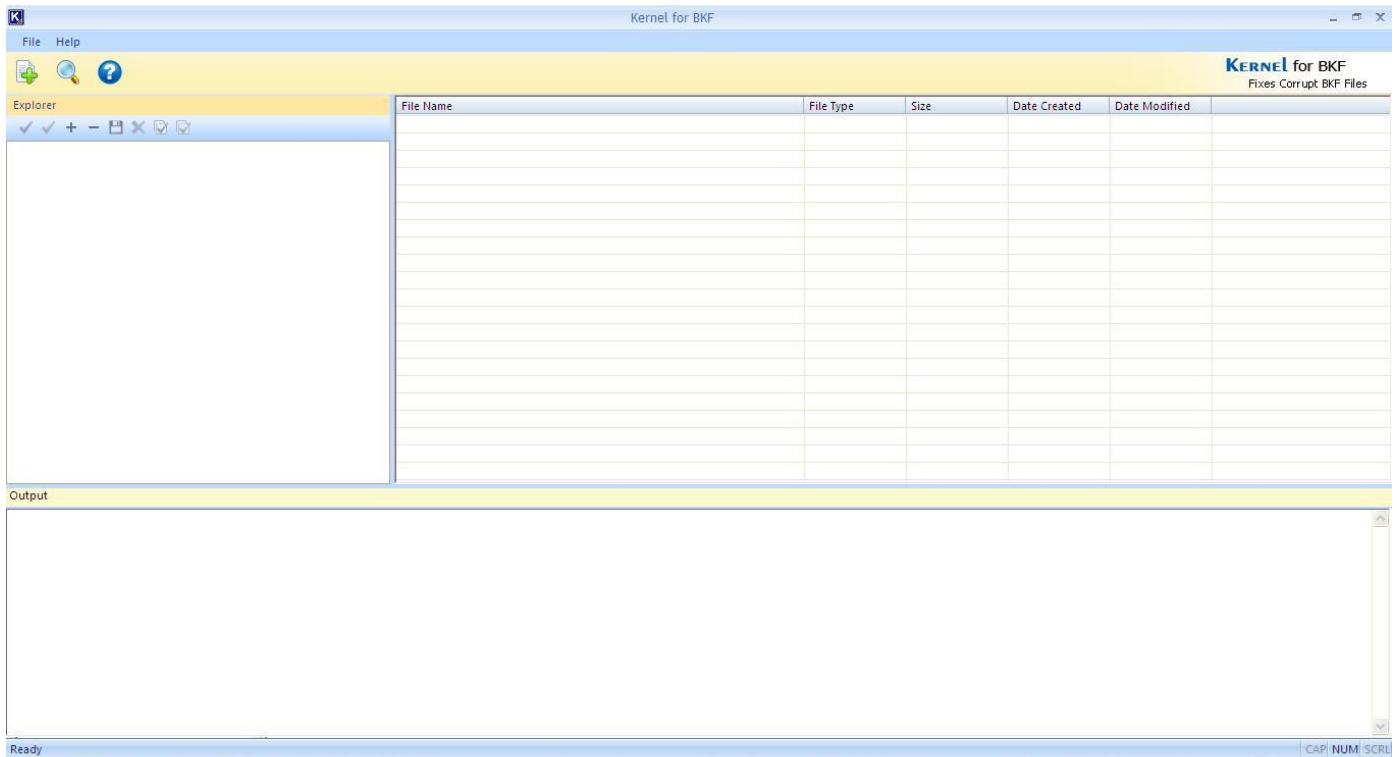 Kernel for BKF
File Help
KERNEL for BKF
Fixes Corrupt BKF Files
Explorer
File Name File Type Size Date Created Date Modified
Output
Ready
CAP NUM SCRL